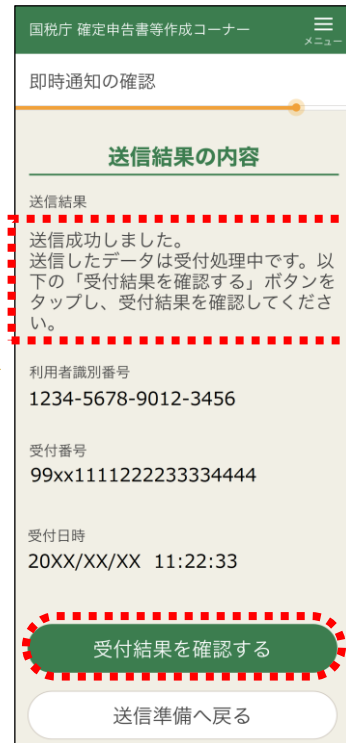 国税庁 確定申告書等作成コーナー
メニュー
即時通知の確認
送信結果の内容
送信結果
送信成功しました。
送信したデータは受付処理中です。以
下の「受付結果を確認する」ボタンを
タップし、受付結果を確認してくださ
い。
利用者識別番号
1234-5678-9012-3456
受付番号
99xx1111222233334444
受付日時
20XX/XX/XX 11:22:33
受付結果を確認する
送信準備へ戻る